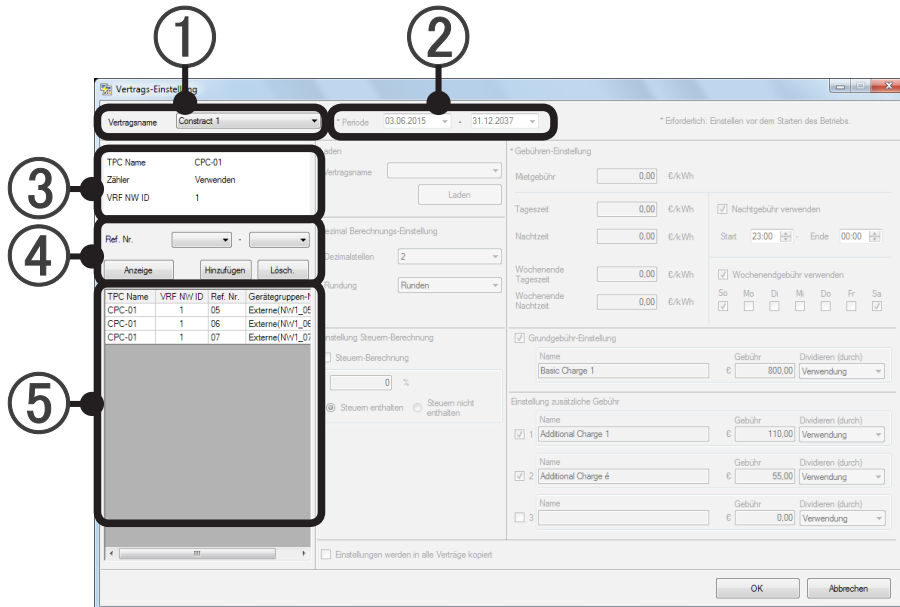 ① ②
Vertrags-Einstellung
Vertragsname Constract 1 * Periode 03.06.2015 - 31.12.2037 * Erforderlich: Einstellen vor dem Starten des Betriebs.
③
TPC Name CPC-01
Zähler Verwenden
VRF NW ID 1
④
Ref. Nr. -
Anzeige Hinzufügen Lösch.
⑤
TPC Name VRF NW ID Ref. Nr. Gerätegruppen-
CPC-01 1 05 Externe(NW1_05
CPC-01 1 06 Externe(NW1_06
CPC-01 1 07 Externe(NW1_07
aden
Vertragsname
Laden
ezimal Berechnungs-Einstellung
Dezimalstellen 2
Rundung Runden
instellung Steuern-Berechnung
Steuern-Berechnung
0 %
Steuern enthalten Steuern nicht enthalten
* Gebühren-Einstellung
Mietgebühr 0,00 €/kWh
Tageszeit 0,00 €/kWh Nachtgebühr verwenden
Nachtzeit 0,00 €/kWh Start 23:00 - Ende 00:00
Wochenende Tageszeit 0,00 €/kWh Wochenendgebühr verwenden
Wochenende Nachtzeit 0,00 €/kWh So Mo Di Mi Do Fr Sa
Grundgebühr-Einstellung
Name Gebühr Dividieren (durch)
Basic Charge 1 € 800,00 Verwendung
Einstellung zusätzliche Gebühr
Name Gebühr Dividieren (durch)
1 Additional Charge 1 € 110,00 Verwendung
Name Gebühr Dividieren (durch)
2 Additional Charge é € 55,00 Verwendung
Name Gebühr Dividieren (durch)
3 € 0,00 Verwendung
Einstellungen werden in alle Verträge kopiert
OK Abbrechen